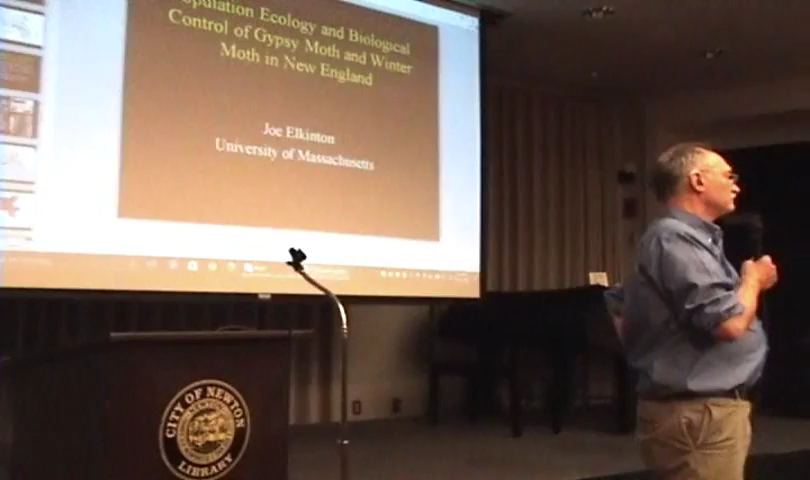 opulation Ecology and Biological
Control of Gypsy Moth and Winter
Moth in New England
Joe Elkinton
University of Massachusetts
CITY OF NEWTON
LIBRARY